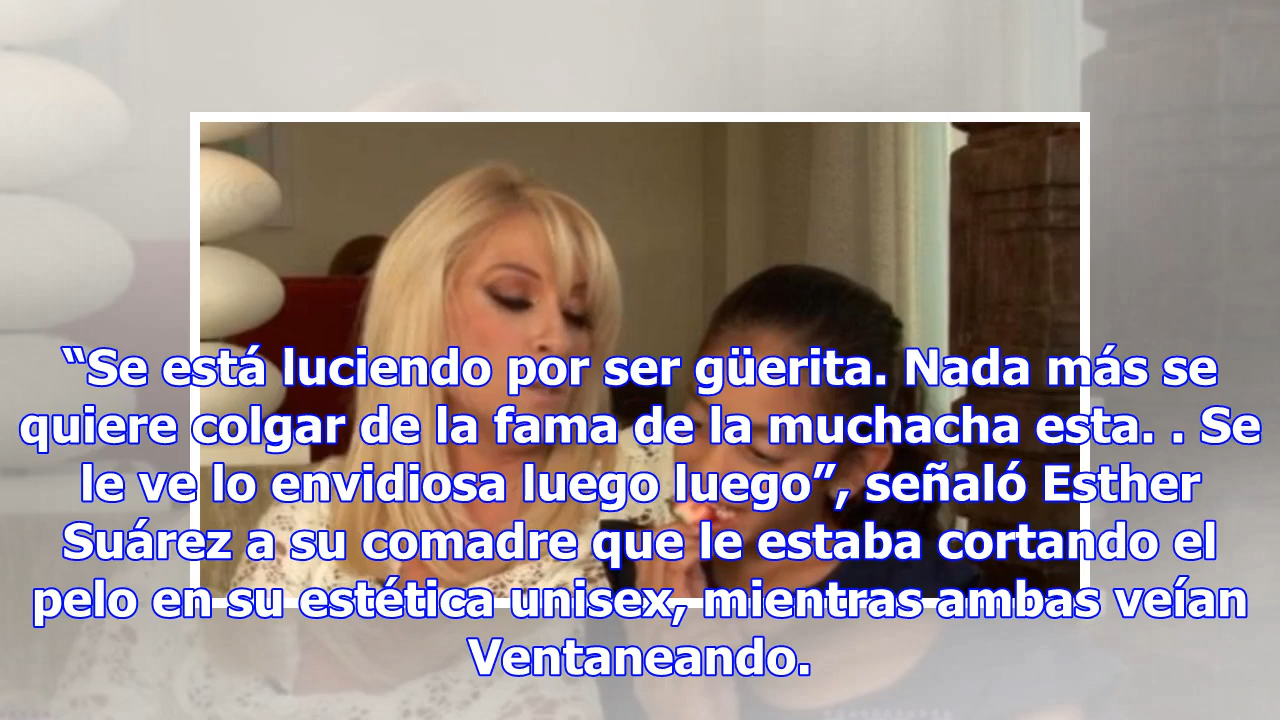 “Se está luciendo por ser güerita. Nada más se
quiere colgar de la fama de la muchacha esta. . Se
le ve lo envidiosa luego luego”, señaló Esther
Suárez a su comadre que le estaba cortando el
pelo en su estética unisex, mientras ambas veían
Ventaneando.